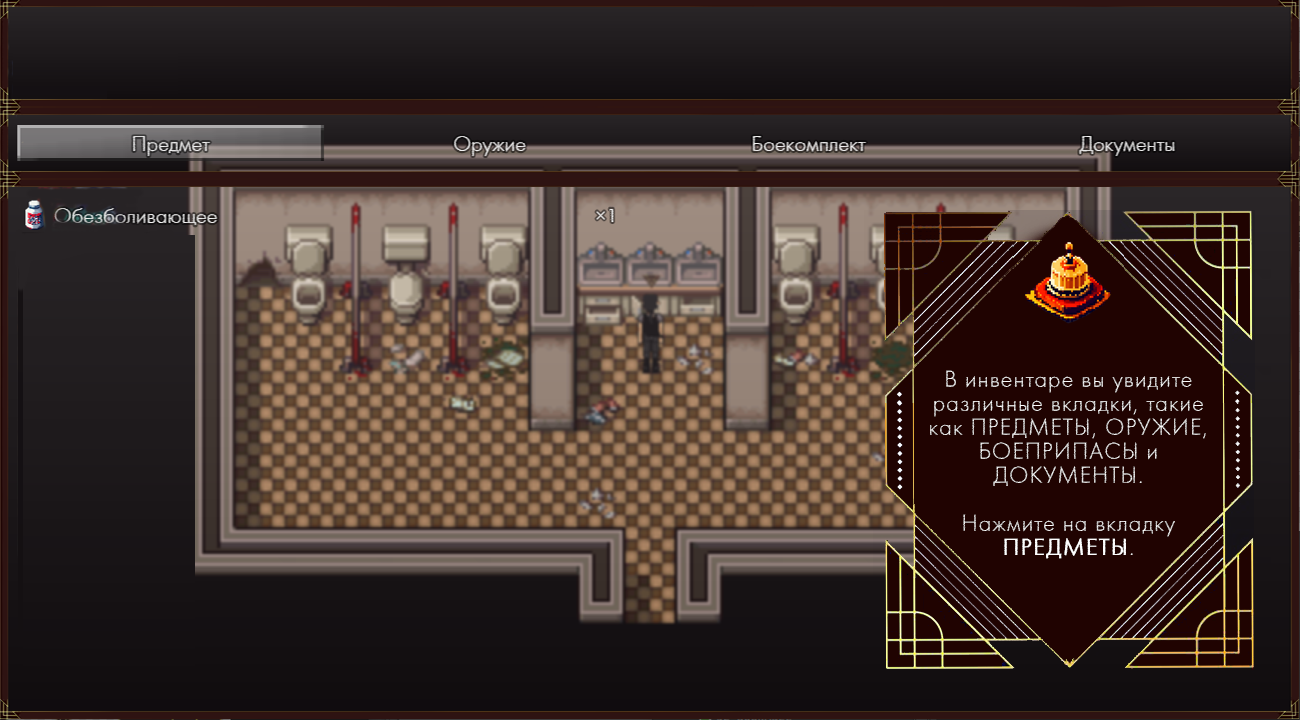 Предмет
Оружие
Боекомплект
Документы
Обезболивающее
×1
В инвентаре вы увидите
различные вкладки, такие
как ПРЕДМЕТЫ, ОРУЖИЕ,
БОЕПРИПАСЫ и
ДОКУМЕНТЫ.
Нажмите на вкладку
ПРЕДМЕТЫ.